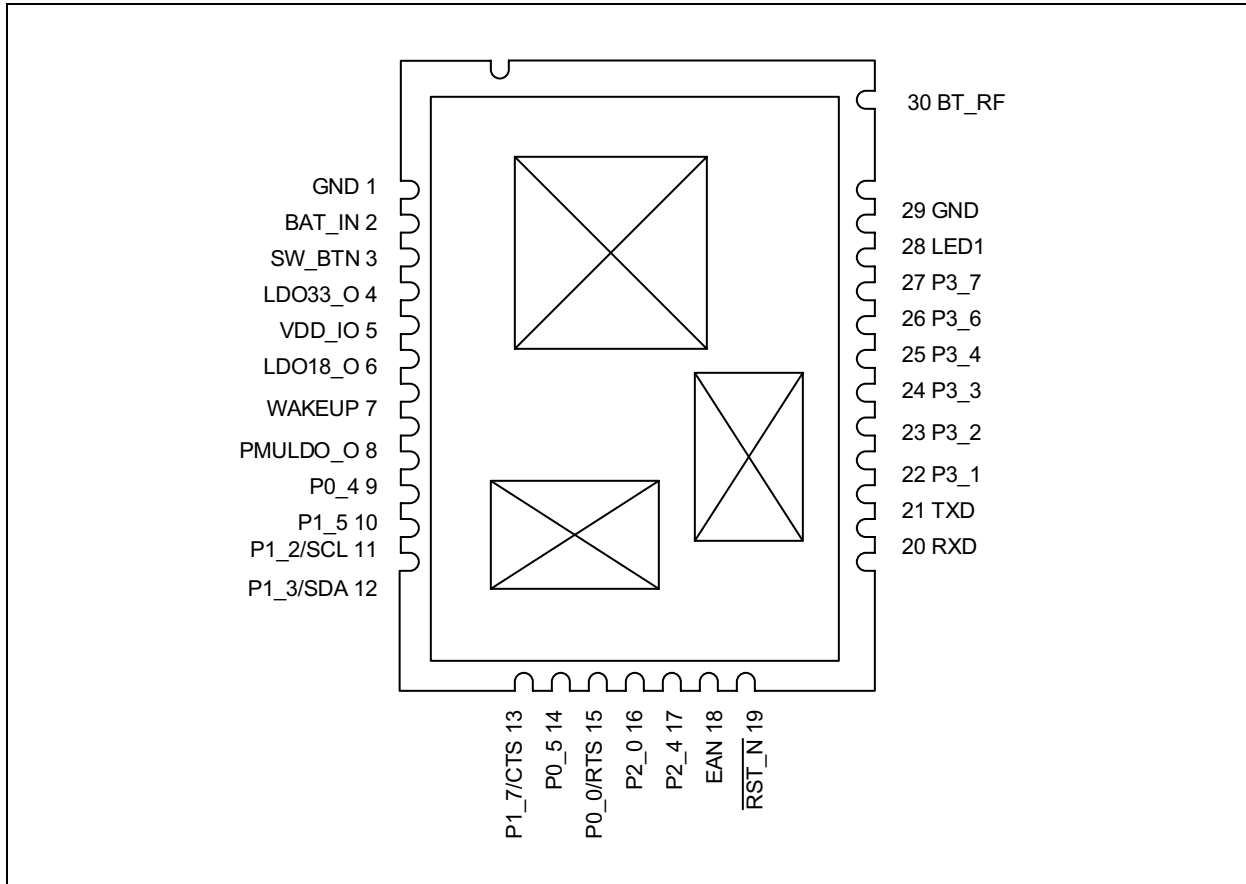 30 BT_RF
GND 1
BAT_IN 2
SW_BTN 3
LDO33_O 4
VDD_IO 5
LDO18_O 6
WAKEUP 7
PMULDO_O 8
P0_4 9
P1_5 10
P1_2/SCL 11
P1_3/SDA 12
P1_7/CTS 13
P0_5 14
P0_0/RTS 15
P2_0 16
P2_4 17
EAN 18
RST_N 19
29 GND
28 LED1
27 P3_7
26 P3_6
25 P3_4
24 P3_3
23 P3_2
22 P3_1
21 TXD
20 RXD